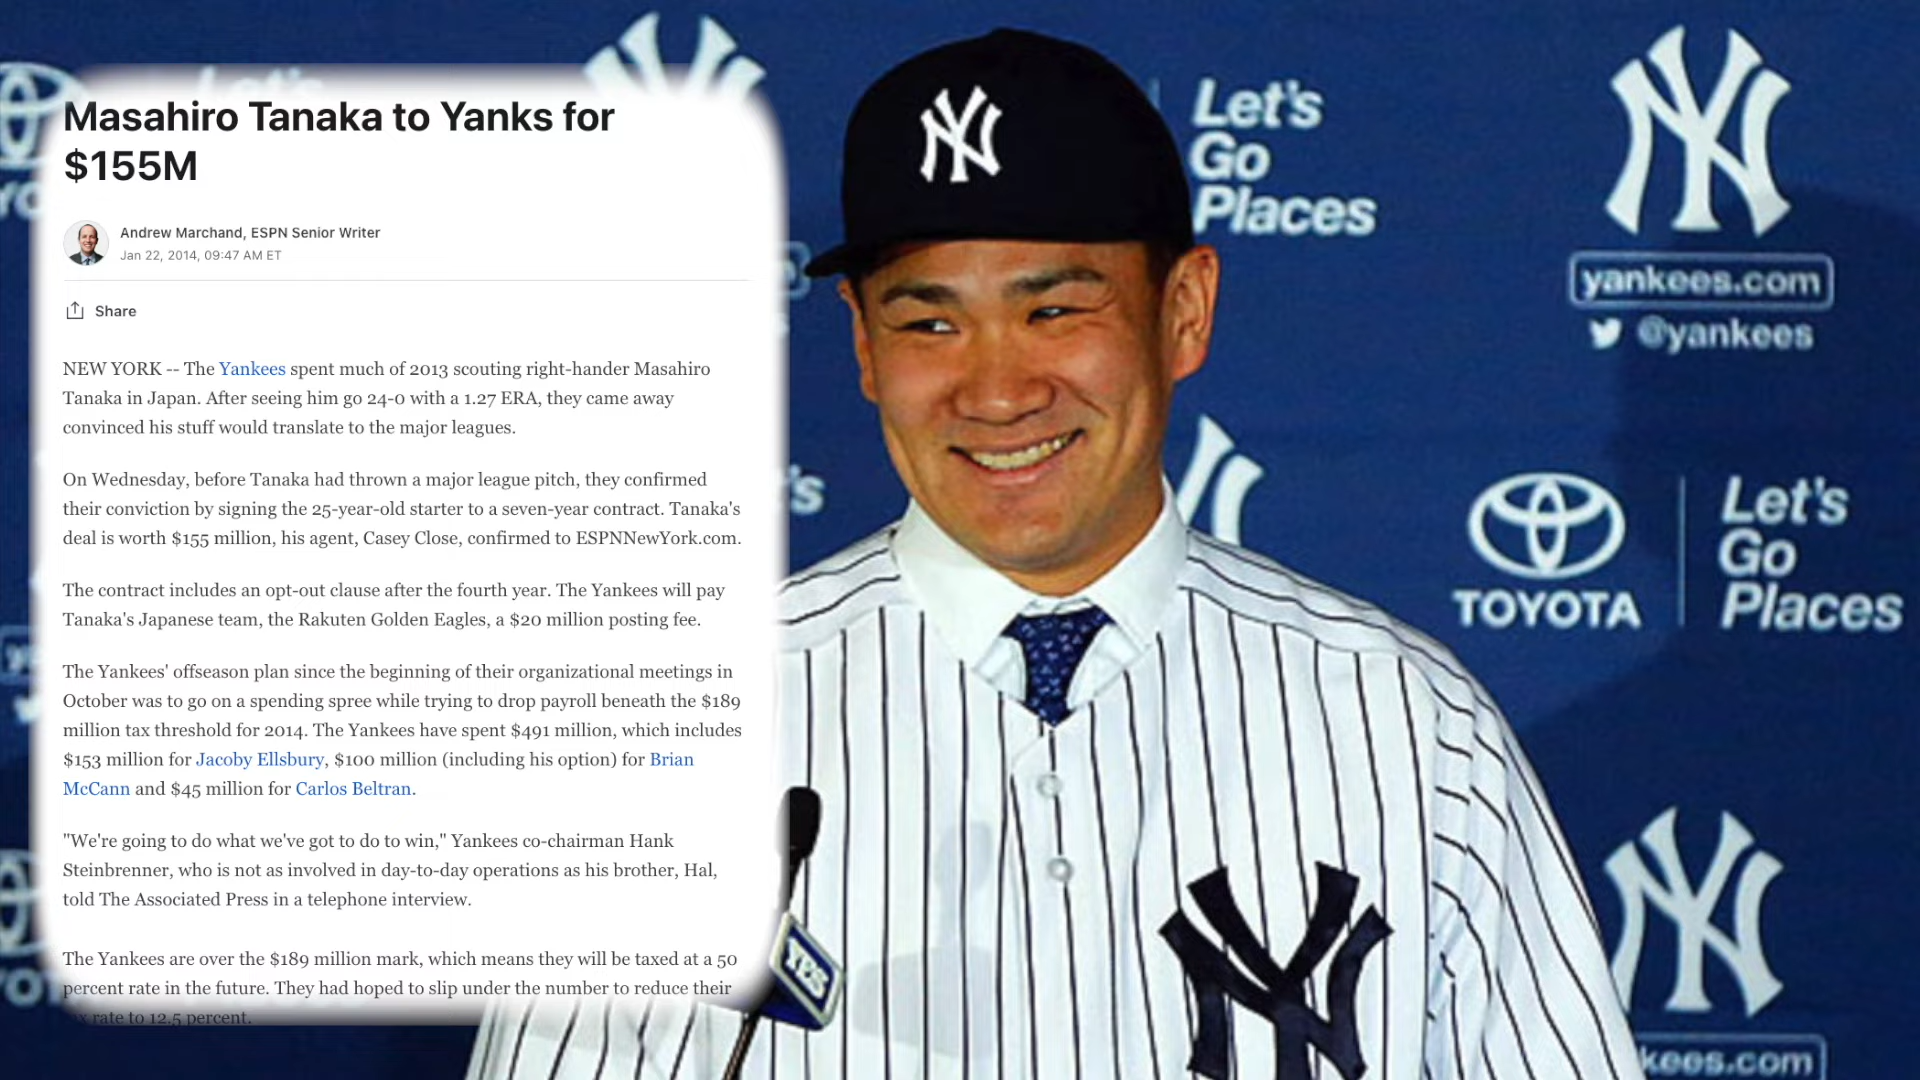 Masahiro Tanaka to Yanks for
$155M
Andrew Marchand, ESPN Senior Writer
Jan 22, 2014, 09:47 AM ET
Share
NEW YORK -- The Yankees spent much of 2013 scouting right-hander Masahiro
Tanaka in Japan. After seeing him go 24-0 with a 1.27 ERA, they came away
convinced his stuff would translate to the major leagues.
On Wednesday, before Tanaka had thrown a major league pitch, they confirmed
their conviction by signing the 25-year-old starter to a seven-year contract. Tanaka's
deal is worth $155 million, his agent, Casey Close, confirmed to ESPNNewYork.com.
The contract includes an opt-out clause after the fourth year. The Yankees will pay
Tanaka's Japanese team, the Rakuten Golden Eagles, a $20 million posting fee.
The Yankees' offseason plan since the beginning of their organizational meetings in
October was to go on a spending spree while trying to drop payroll beneath the $189
million tax threshold for 2014. The Yankees have spent $491 million, which includes
$153 million for Jacoby Ellsbury, $100 million (including his option) for Brian
McCann and $45 million for Carlos Beltran.
"We're going to do what we've got to do to win," Yankees co-chairman Hank
Steinbrenner, who is not as involved in day-to-day operations as his brother, Hal,
told The Associated Press in a telephone interview.
The Yankees are over the $189 million mark, which means they will be taxed at a 50
percent rate in the future. They had hoped to slip under the number to reduce their
rate to 12.5 percent.
NY
Let's
Go
Places
NY
yankees.com
@yankees
TOYOTA
Let's
Go
Places
YES
NY
NY
kees.com